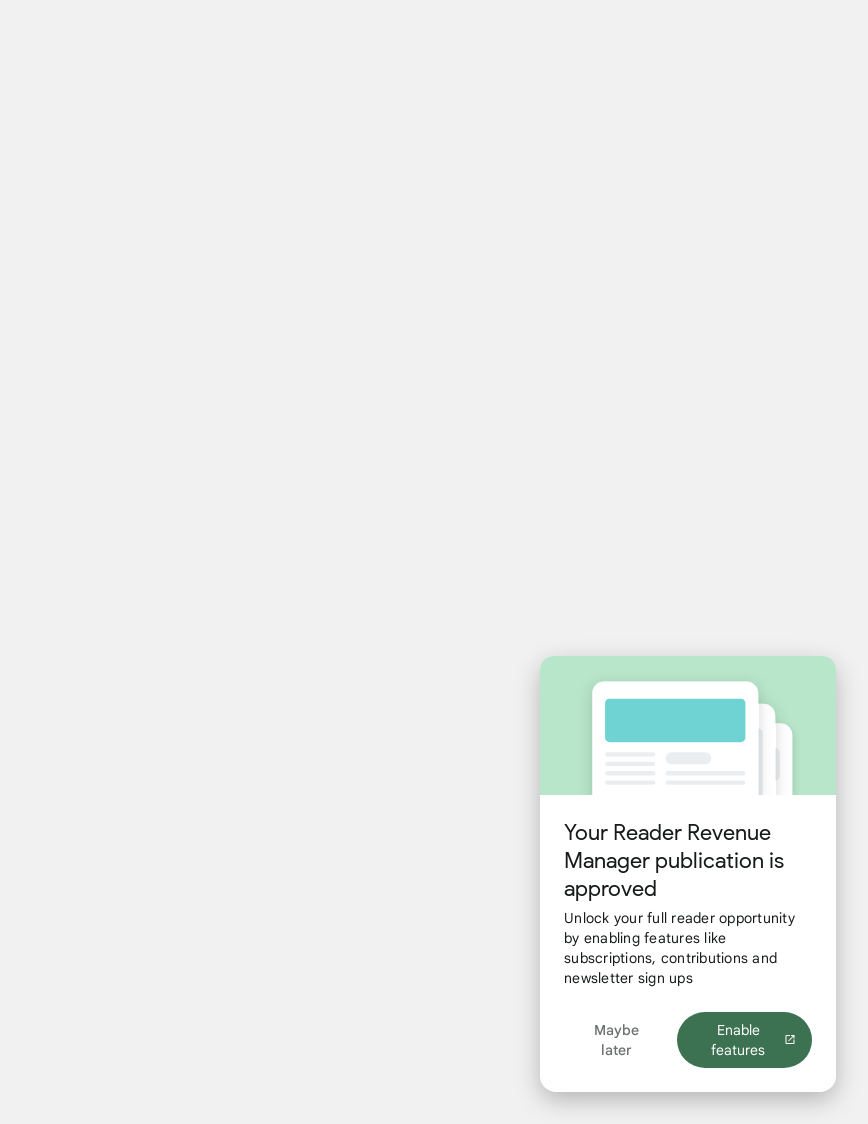 Your Reader Revenue
Manager publication is
approved
Unlock your full reader opportunity
by enabling features like
subscriptions, contributions and
newsletter sign ups
Maybe
later
Enable
features